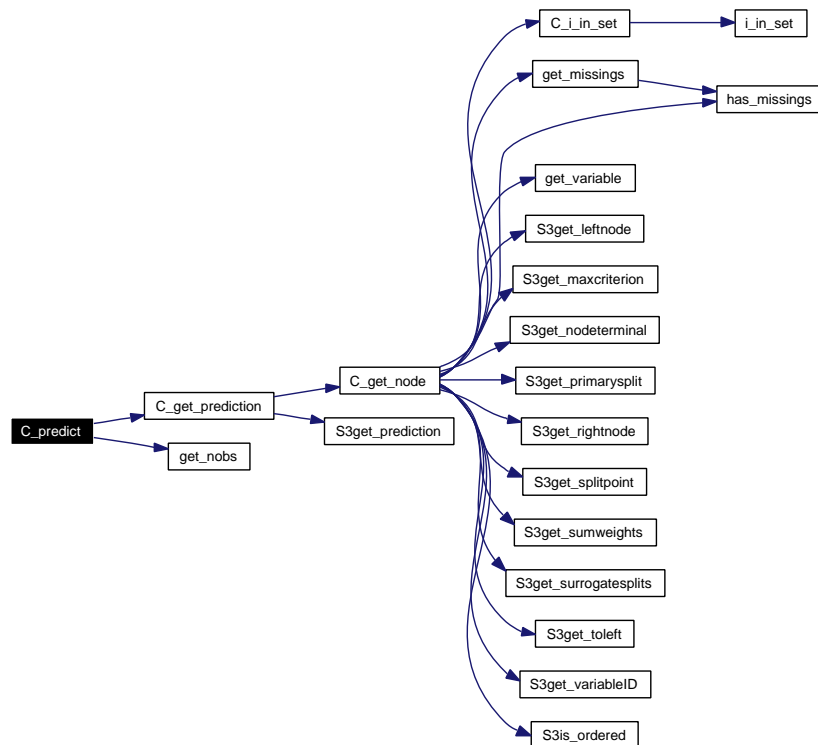 C_i_in_set
i_in_set
get_missings
has_missings
get_variable
S3get_leftnode
S3get_maxcriterion
S3get_nodeterminal
C_get_node
S3get_primarysplit
C_get_prediction
C_predict
S3get_prediction
S3get_rightnode
get_nobs
S3get_splitpoint
S3get_sumweights
S3get_surrogatesplits
S3get_toleft
S3get_variableID
S3is_ordered